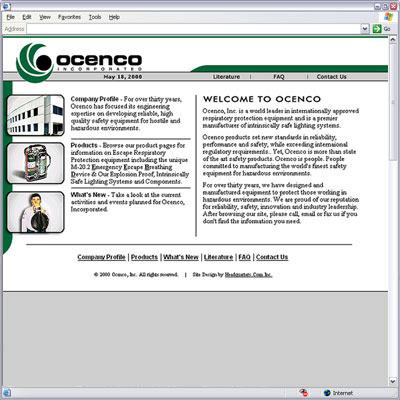 File Edit View Favorites Tools Help
Address Go
ocenco
INCORPORATED
May 18, 2000 Literature | FAQ | Contact Us
Company Profile - For over thirty years,
Ocenco has focused its engineering
expertise on developing reliable, high
quality safety equipment for hostile and
hazardous environments.
Products - Browse our product pages for
information on Escape Respiratory
Protection equipment including the unique
M-20.2 Emergency Escape Breathing
Device & Our Explosion Proof, Intrinsically
Safe Lighting Systems and Components.
What's New - Take a look at the current
activities and events planned for Ocenco,
Incorporated.
WELCOME TO OCENCO
Ocenco, Inc. is a world leader in internationally approved
respiratory protection equipment and is a premier
manufacturer of intrinsically safe lighting systems.
Ocenco products set new standards in reliability,
performance and safety, while exceeding international
regulatory requirements.. Yet, Ocenco is more than state
of the art safety products. Ocenco is people. People
committed to manufacturing the world's finest safety
equipment for hazardous environments.
For over thirty years, we have designed and
manufactured equipment to protect those working in
hazardous environments. We are proud of our reputation
for reliability, safety, innovation and industry leadership.
After browsing our site, please call, email or fax us if you
don't find the information you need.
Company Profile | Products | What's New | Literature | FAQ | Contact Us
© 2000 Ocenco, Inc. All rights reserved. | Site Design by Headquarters.Com Inc.
Internet